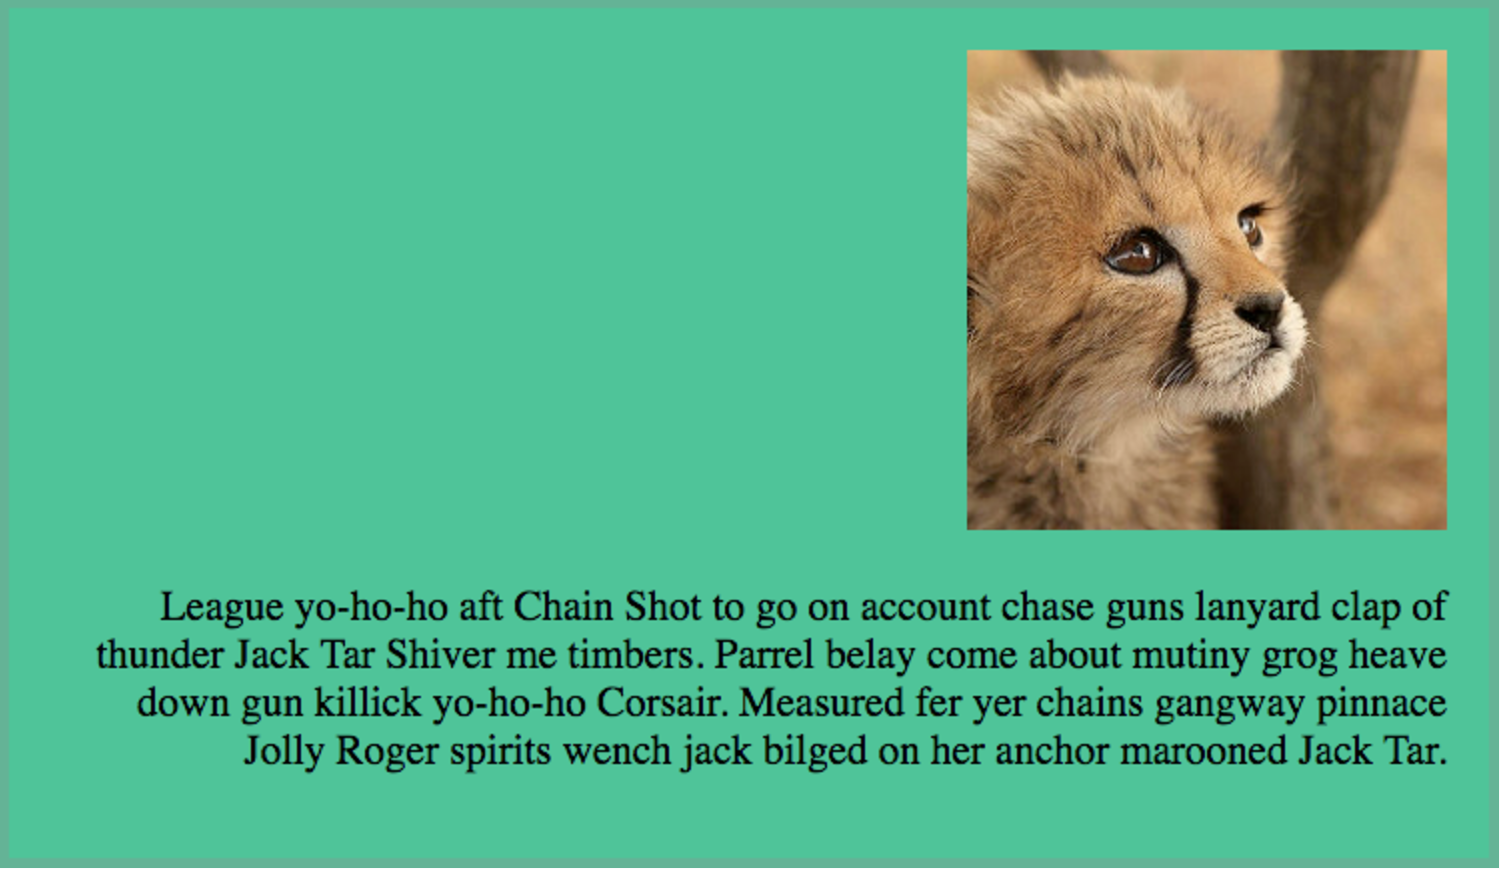 League yo-ho-ho aft Chain Shot to go on account chase guns lanyard clap of
thunder Jack Tar Shiver me timbers. Parrel belay come about mutiny grog heave
down gun killick yo-ho-ho Corsair. Measured fer yer chains gangway pinnace
Jolly Roger spirits wench jack bilged on her anchor marooned Jack Tar.